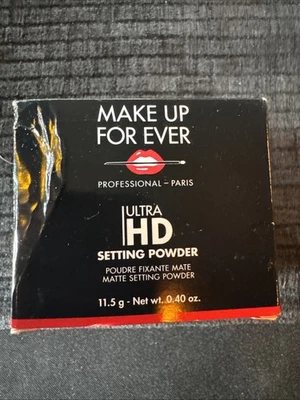 MAKE UP
FOR EVER
PROFESSIONAL – PARIS
ULTRA
HD
SETTING POWDER
POUDRE FIXANTE MATE
MATTE SETTING POWDER
11.5 g - Net wt. 0.40 oz.